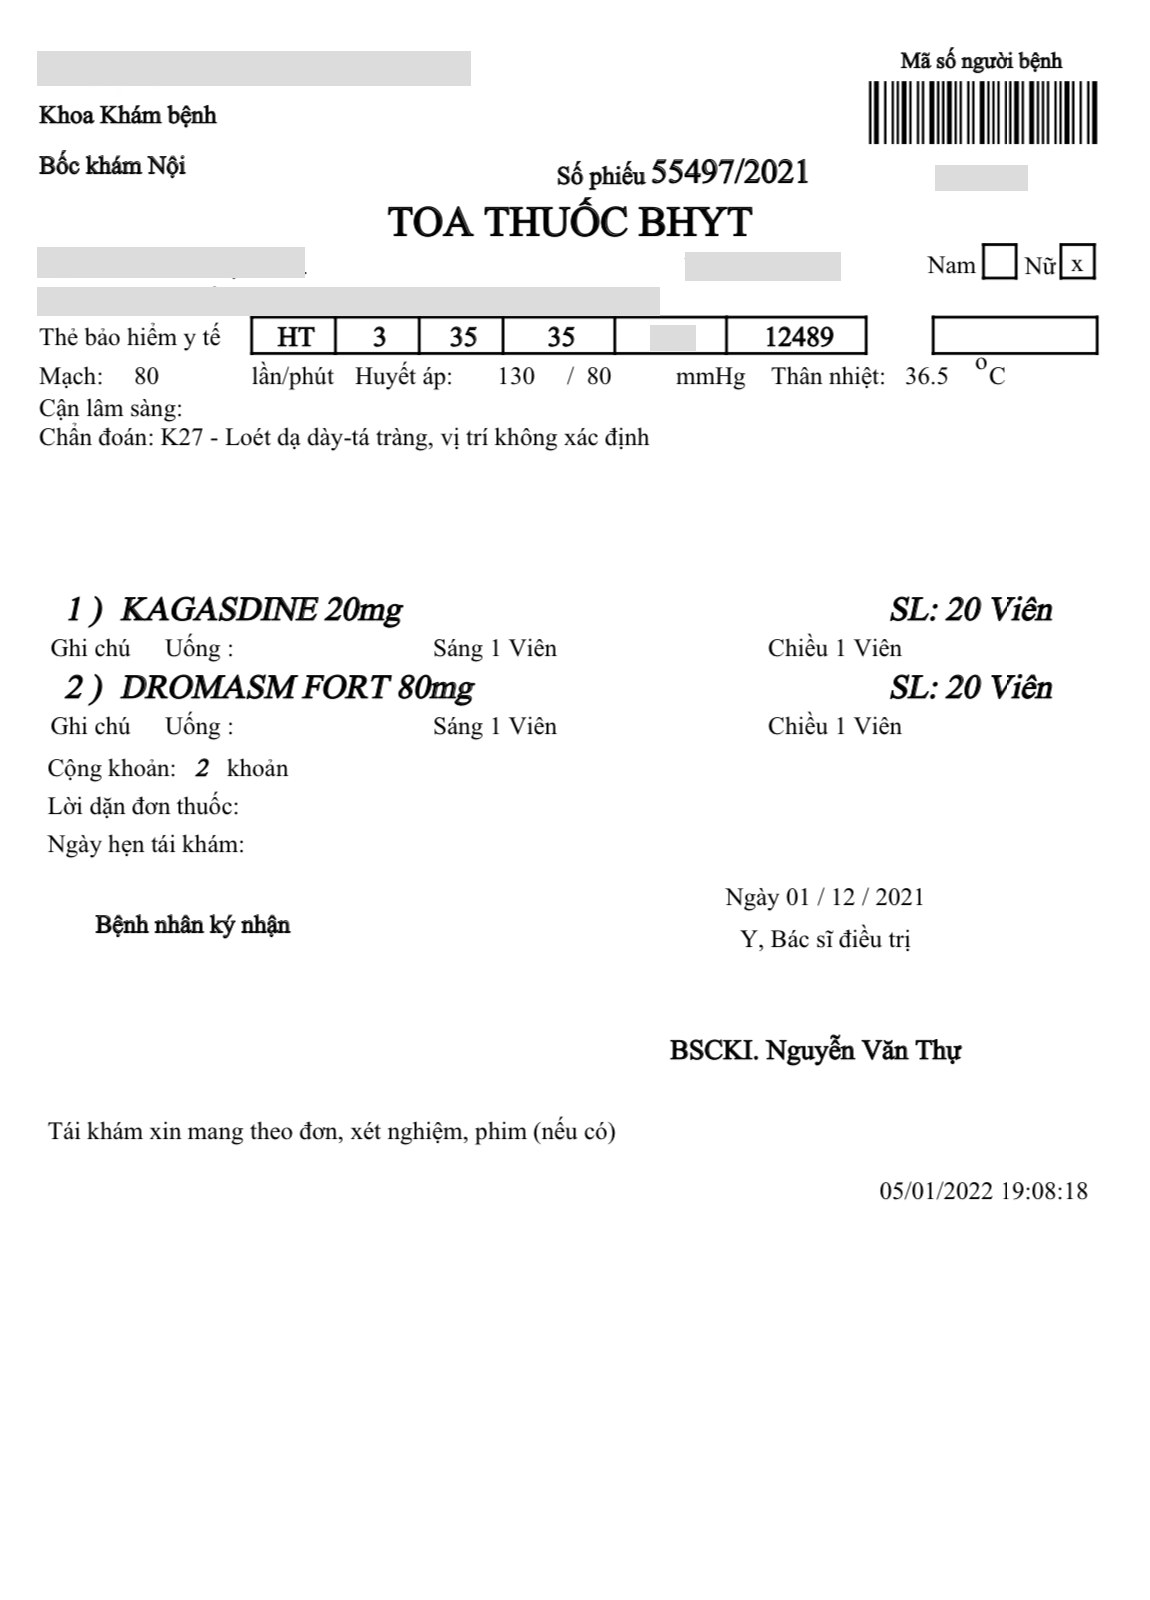 Mã số người bệnh
Khoa Khám bệnh
Bốc khám Nội
Số phiếu 55497/2021
TOA THUỐC BHYT
Nam Nữ x
Thẻ bảo hiểm y tế HT 3 35 35 12489
Mạch: 80 lần/phút Huyết áp: 130 / 80 mmHg Thân nhiệt: 36.5 °C
Cận lâm sàng:
Chẩn đoán: K27 - Loét dạ dày-tá tràng, vị trí không xác định
1 ) KAGASDINE 20mg SL: 20 Viên
Ghi chú Uống : Sáng 1 Viên Chiều 1 Viên
2 ) DROMASM FORT 80mg SL: 20 Viên
Ghi chú Uống : Sáng 1 Viên Chiều 1 Viên
Cộng khoản: 2 khoản
Lời dặn đơn thuốc:
Ngày hẹn tái khám:
Ngày 01 / 12 / 2021
Bệnh nhân ký nhận
Y, Bác sĩ điều trị
BSCKI. Nguyễn Văn Thự
Tái khám xin mang theo đơn, xét nghiệm, phim (nếu có)
05/01/2022 19:08:18